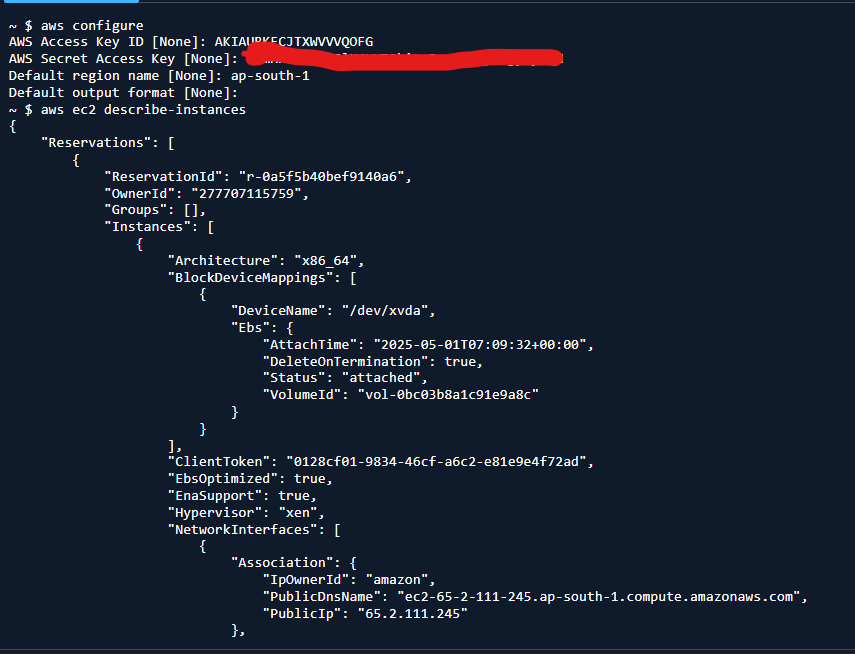 ~ $ aws configure
AWS Access Key ID [None]:
AWS Secret Access Key [None]:
Default region name [None]: ap-south-1
Default output format [None]:
~ $ aws ec2 describe-instances
{
"Reservations": [
{
"ReservationId": "r-0a5f5b40bef9140a6",
"OwnerId": "277707115759",
"Groups": [],
"Instances": [
{
"Architecture": "x86_64",
"BlockDeviceMappings": [
{
"DeviceName": "/dev/xvda",
"Ebs": {
"AttachTime": "2025-05-01T07:09:32+00:00",
"DeleteOnTermination": true,
"Status": "attached",
"VolumeId": "vol-0bc03b8a1c91e9a8c"
}
}
],
"ClientToken": "0128cf01-9834-46cf-a6c2-e81e9e4f72ad",
"EbsOptimized": true,
"EnaSupport": true,
"Hypervisor": "xen",
"NetworkInterfaces": [
{
"Association": {
"IpOwnerId": "amazon",
"PublicDnsName": "ec2-65-2-111-245.ap-south-1.compute.amazonaws.com",
"PublicIp": "65.2.111.245"
},